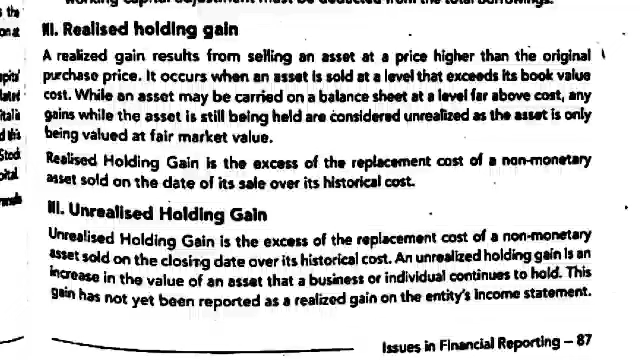 working capital adjustment must be deducted from the total borrowings.
III. Realised holding gain
A realized gain results from selling an asset at a price higher than the original
purchase price. It occurs when an asset is sold at a level that exceeds its book value
cost. While an asset may be carried on a balance sheet at a level far above cost, any
gains while the asset is still being held are considered unrealized as the asset is only
being valued at fair market value.
Realised Holding Gain is the excess of the replacement cost of a non-monetary
asset sold on the date of its sale over its historical cost.
III. Unrealised Holding Gain
Unrealised Holding Gain is the excess of the replacement cost of a non-monetary
asset sold on the closing date over its historical cost. An unrealized holding gain is an
increase in the value of an asset that a business or individual continues to hold. This
gain has not yet been reported as a realized gain on the entity's income statement.
Issues in Financial Reporting – 87